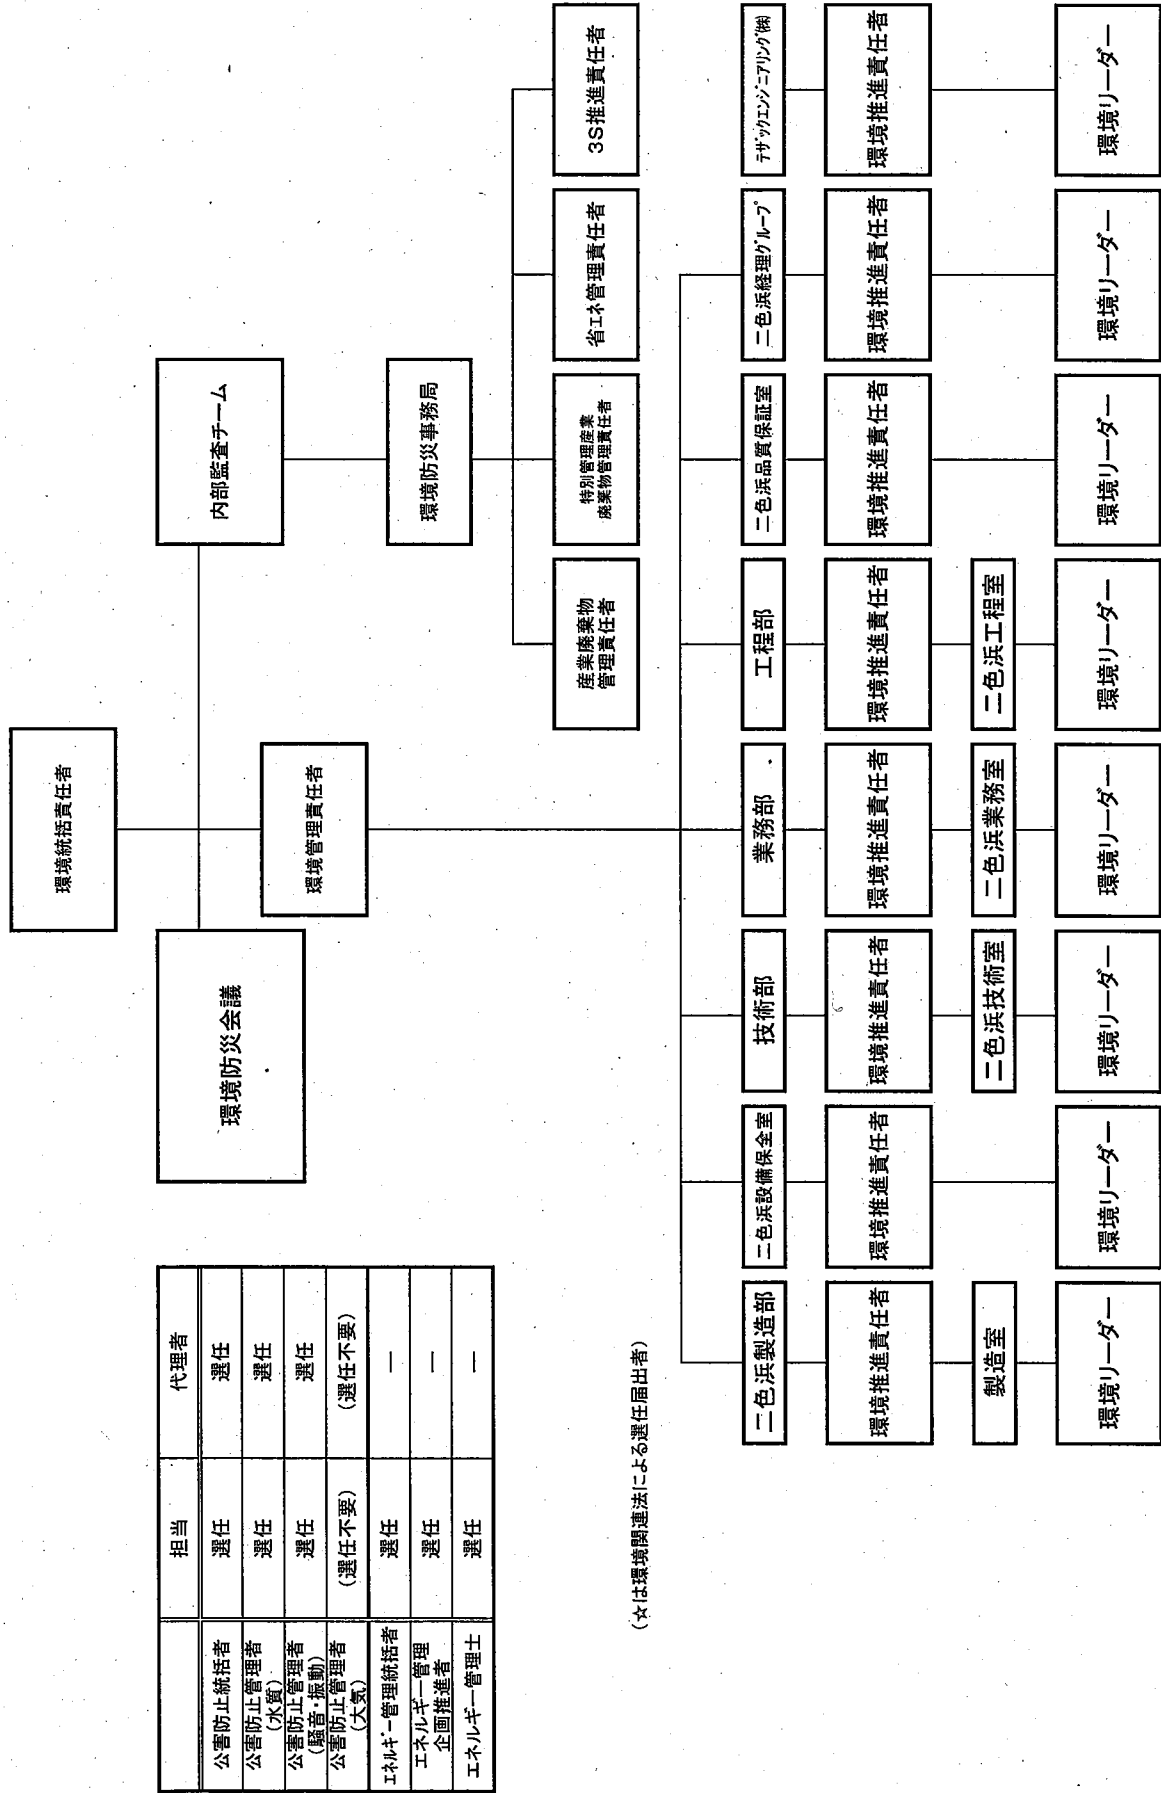 環境統括責任者
環境防災会議
内部監査チーム
環境管理責任者
環境防災事務局
産業廃棄物
管理責任者
特別管理産業
廃棄物管理責任者
省エネ管理責任者
3S推進責任者
担当
代理者
公害防止統括者
選任
選任
公害防止管理者
(水質)
選任
選任
公害防止管理者
(騒音・振動)
選任
選任
公害防止管理者
(大気)
(選任不要)
(選任不要)
エネルギー管理統括者
選任
―
エネルギー管理
企画推進者
選任
―
エネルギー管理士
選任
―
(☆は環境関連法による選任届出者)
二色浜製造部
二色浜設備保全室
技術部
業務部
工程部
二色浜品質保証室
二色浜経理グループ
テザックエンジニアリング(株)
環境推進責任者
環境推進責任者
環境推進責任者
環境推進責任者
環境推進責任者
環境推進責任者
環境推進責任者
環境推進責任者
製造室
二色浜技術室
二色浜業務室
二色浜工程室
環境リーダー
環境リーダー
環境リーダー
環境リーダー
環境リーダー
環境リーダー
環境リーダー
環境リーダー